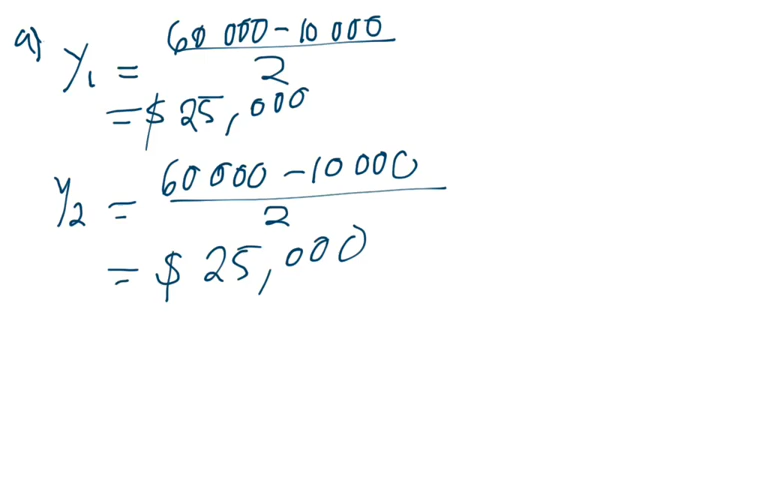 a) y₁ = 60 000 - 10 000 / 2
= $ 25,000
y₂ = 60 000 - 10 000 / 2
= $ 25,000